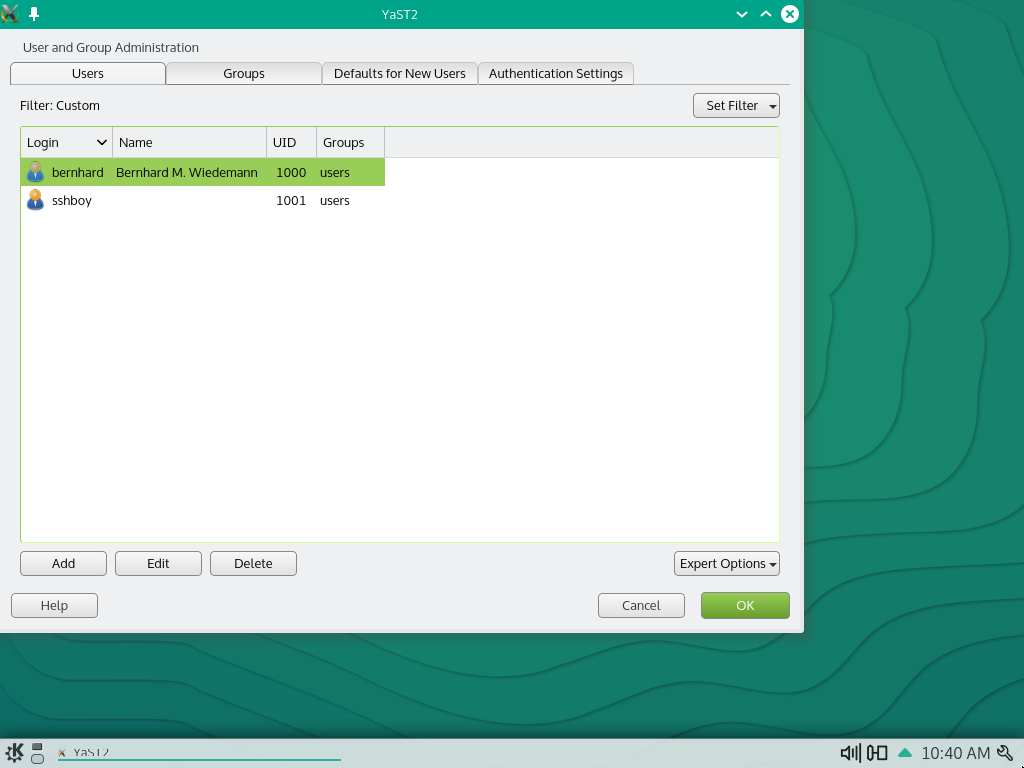 YaST2
User and Group Administration
Users Groups Defaults for New Users Authentication Settings
Filter: Custom Set Filter
Login Name UID Groups
bernhard Bernhard M. Wiedemann 1000 users
sshboy 1001 users
Add Edit Delete Expert Options
Help Cancel OK
YaST2 10:40 AM